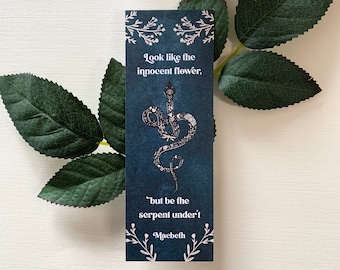 Look like the
innocent flower,
but be the
serpent under't
Macbeth